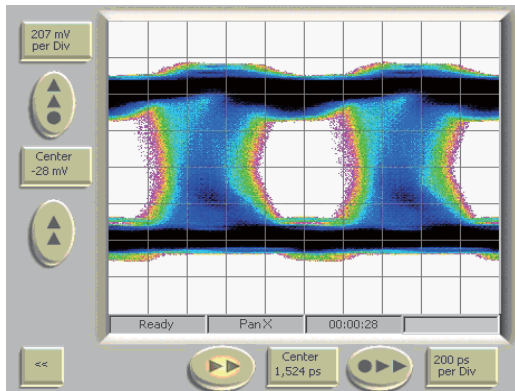 207 mV
per Div
Center
-28 mV
Ready
Pan X
00:00:28
<<
Center
1,524 ps
200 ps
per Div